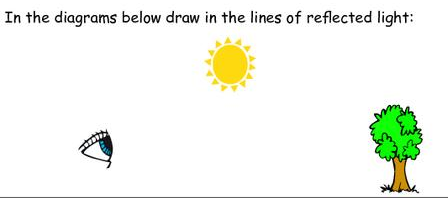 In the diagrams below draw in the lines of reflected light: